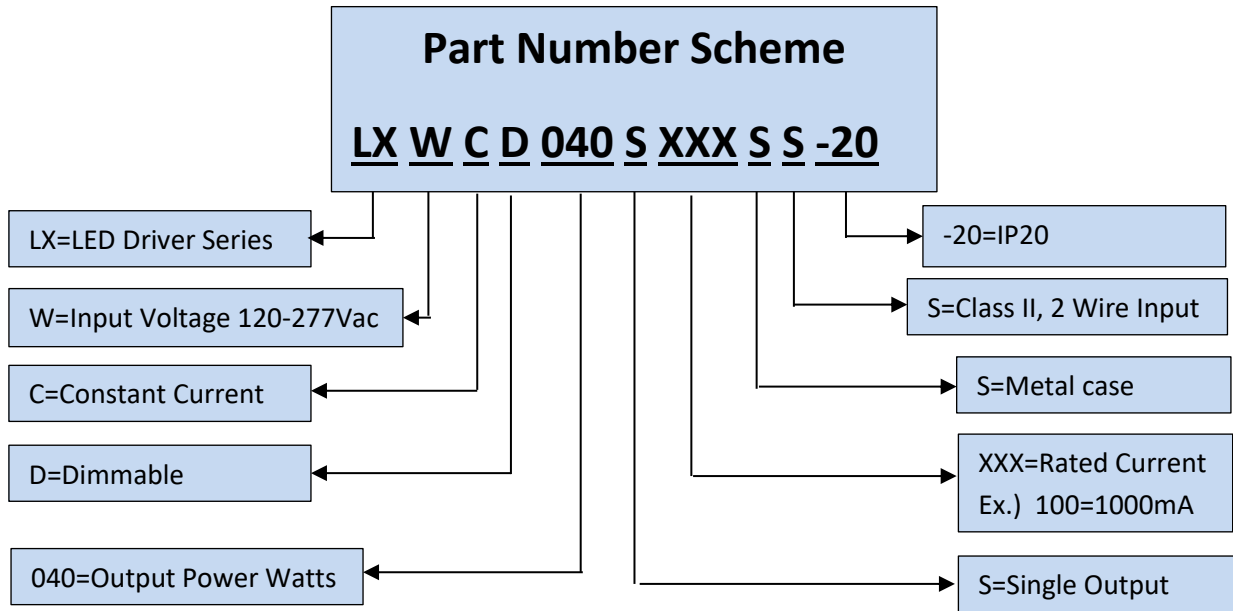 Part Number Scheme
LX W C D 040 S XXX S S -20
LX=LED Driver Series
W=Input Voltage 120-277Vac
C=Constant Current
D=Dimmable
040=Output Power Watts
-20=IP20
S=Class II, 2 Wire Input
S=Metal case
XXX=Rated Current
Ex.) 100=1000mA
S=Single Output